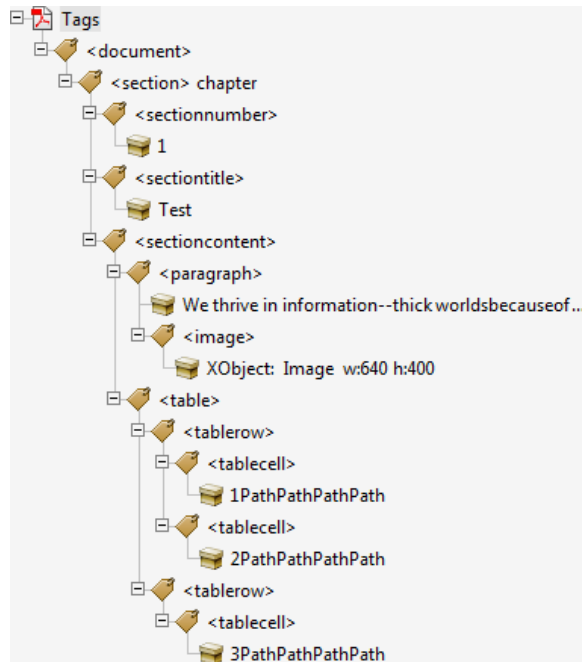 Tags
<document>
<section> chapter
<sectionnumber>
1
<sectiontitle>
Test
<sectioncontent>
<paragraph>
We thrive in information--thick worldsbecauseof...
<image>
XObject: Image w:640 h:400
<table>
<tablerow>
<tablecell>
1PathPathPathPath
<tablecell>
2PathPathPathPath
<tablerow>
<tablecell>
3PathPathPathPath